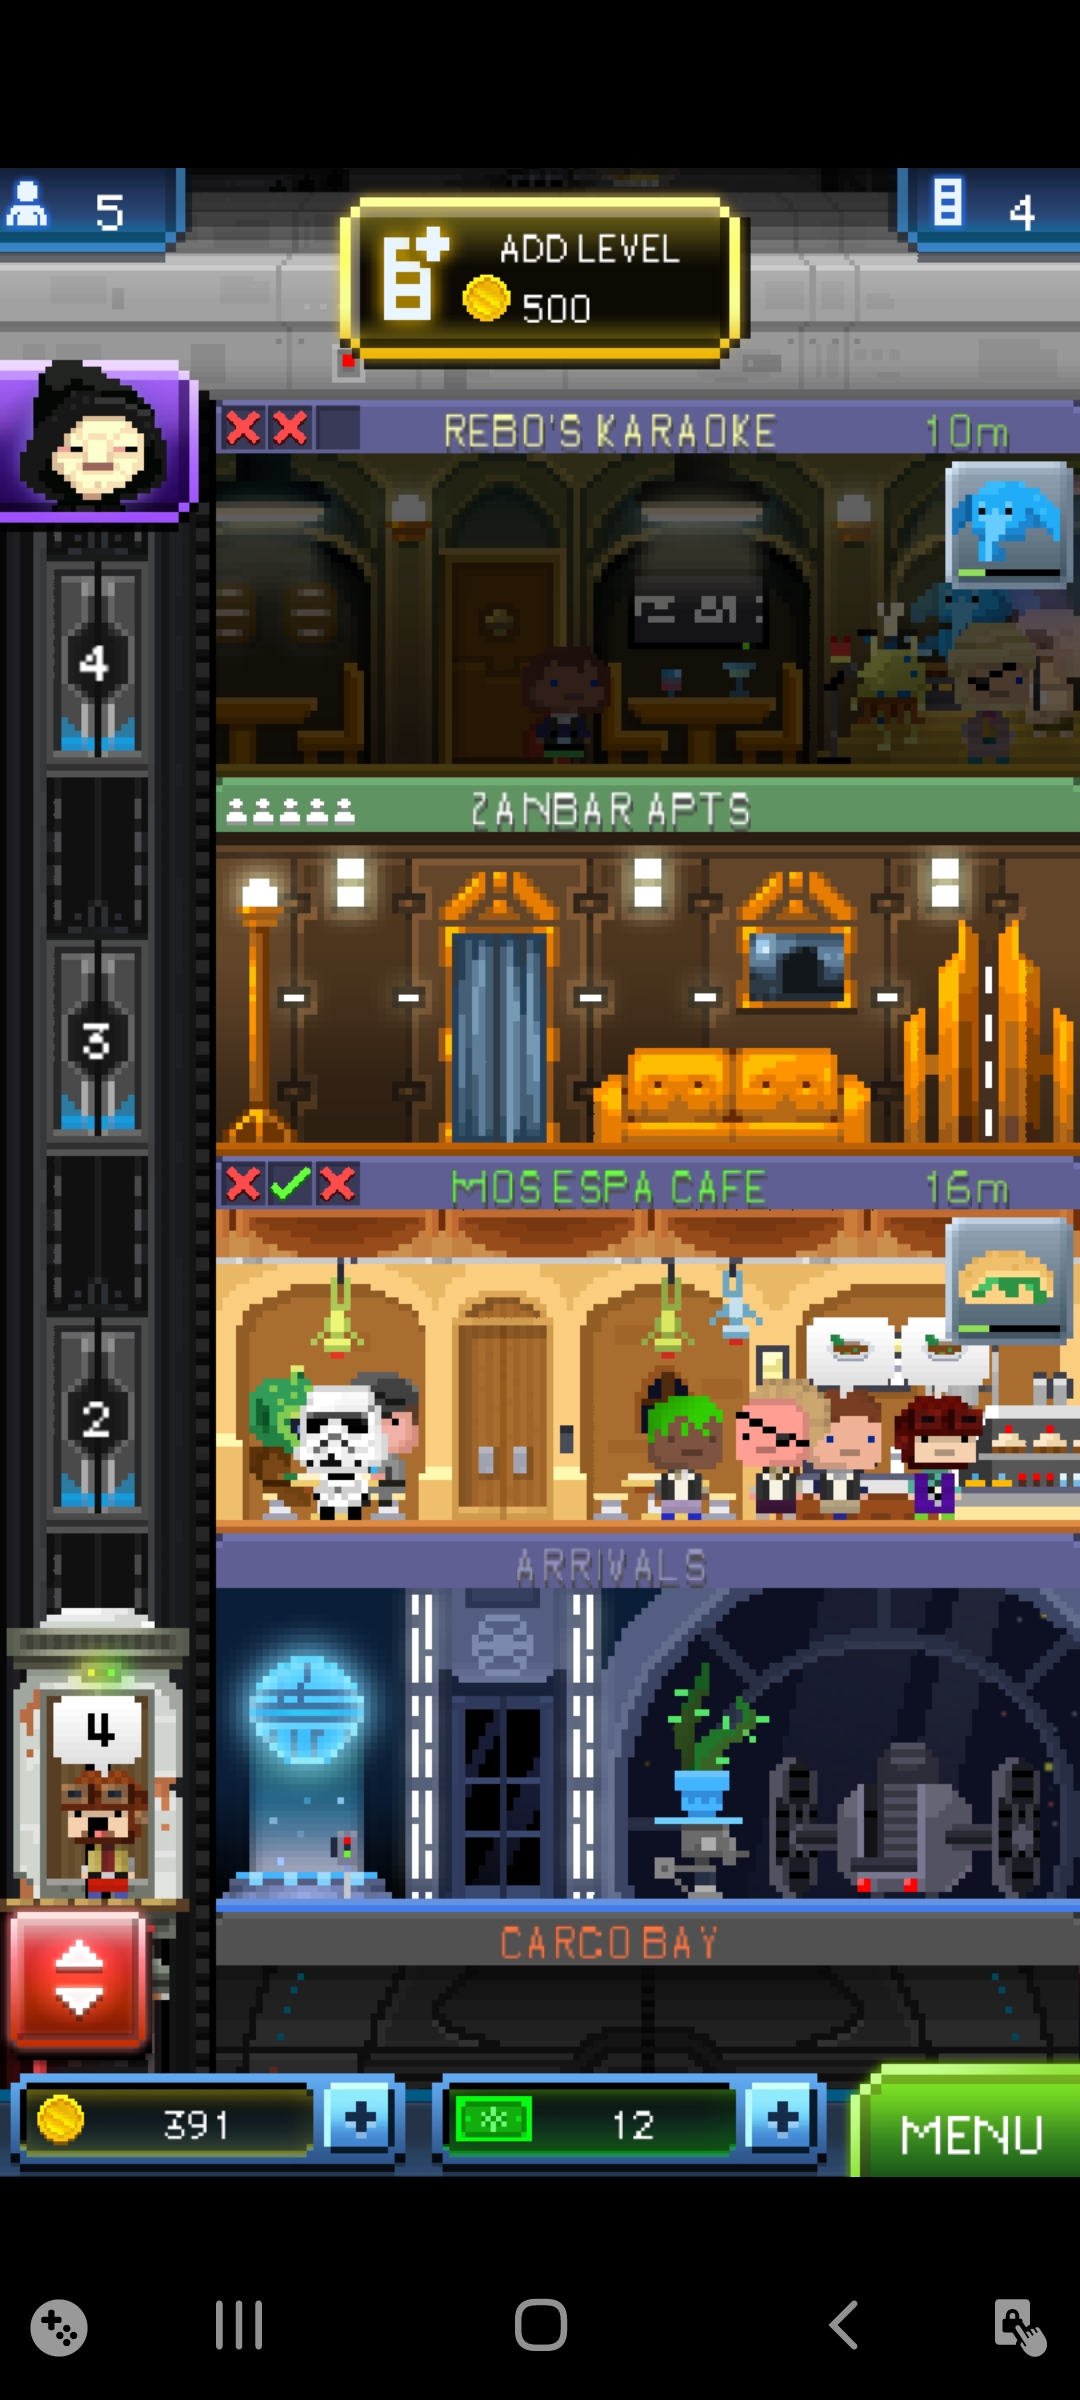 5
ADD LEVEL
500
4
REBO'S KARAOKE
10m
4
ZANBAR APTS
3
MOS ESPA CAFE
16m
2
ARRIVALS
4
CARGO BAY
391
12
MENU